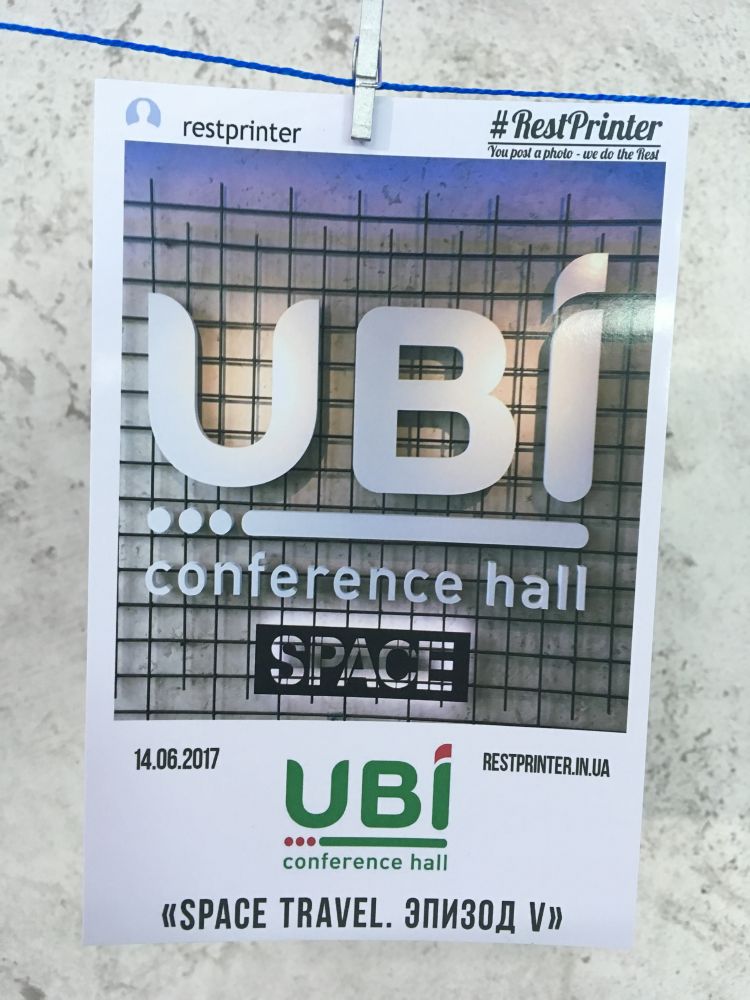 restprinter
#RestPrinter
You post a photo - we do the Rest
UBI
conference hall
SPACE
14.06.2017
RESTPRINTER.IN.UA
UBI
conference hall
«SPACE TRAVEL. ЭПИЗОД V»